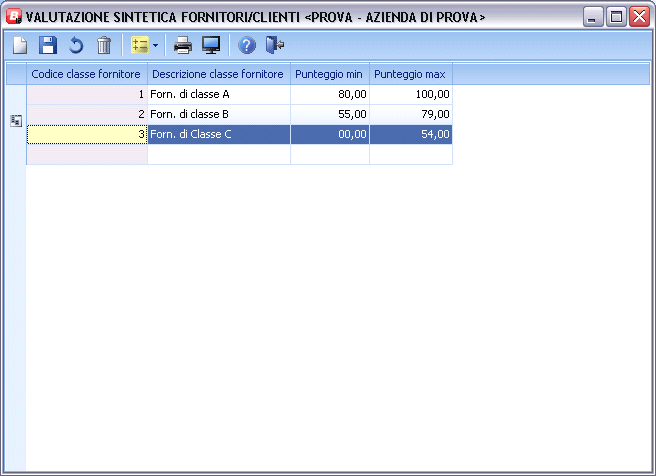 VALUTAZIONE SINTETICA FORNITORI/CLIENTI <PROVA - AZIENDA DI PROVA>
Codice classe fornitore Descrizione classe fornitore Punteggio min Punteggio max
1 Forn. di classe A 80,00 100,00
2 Forn. di classe B 55,00 79,00
3 Forn. di Classe C 00,00 54,00